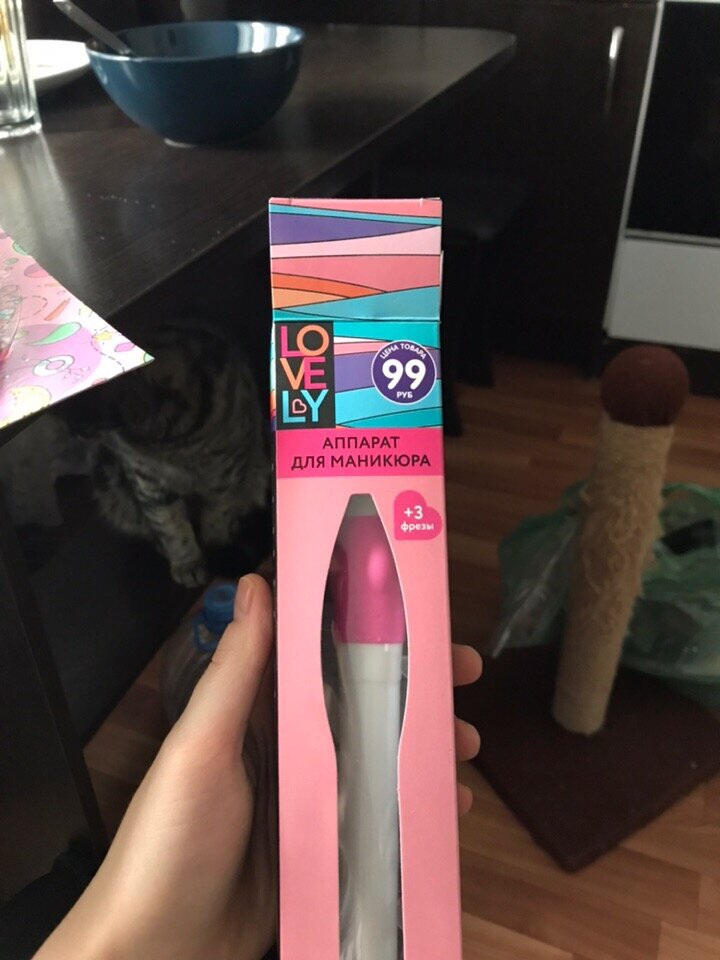 LO
VE
LY
ЦЕНА ТОВАРА
99
РУБ
АППАРАТ
ДЛЯ МАНИКЮРА
+3
фрезы